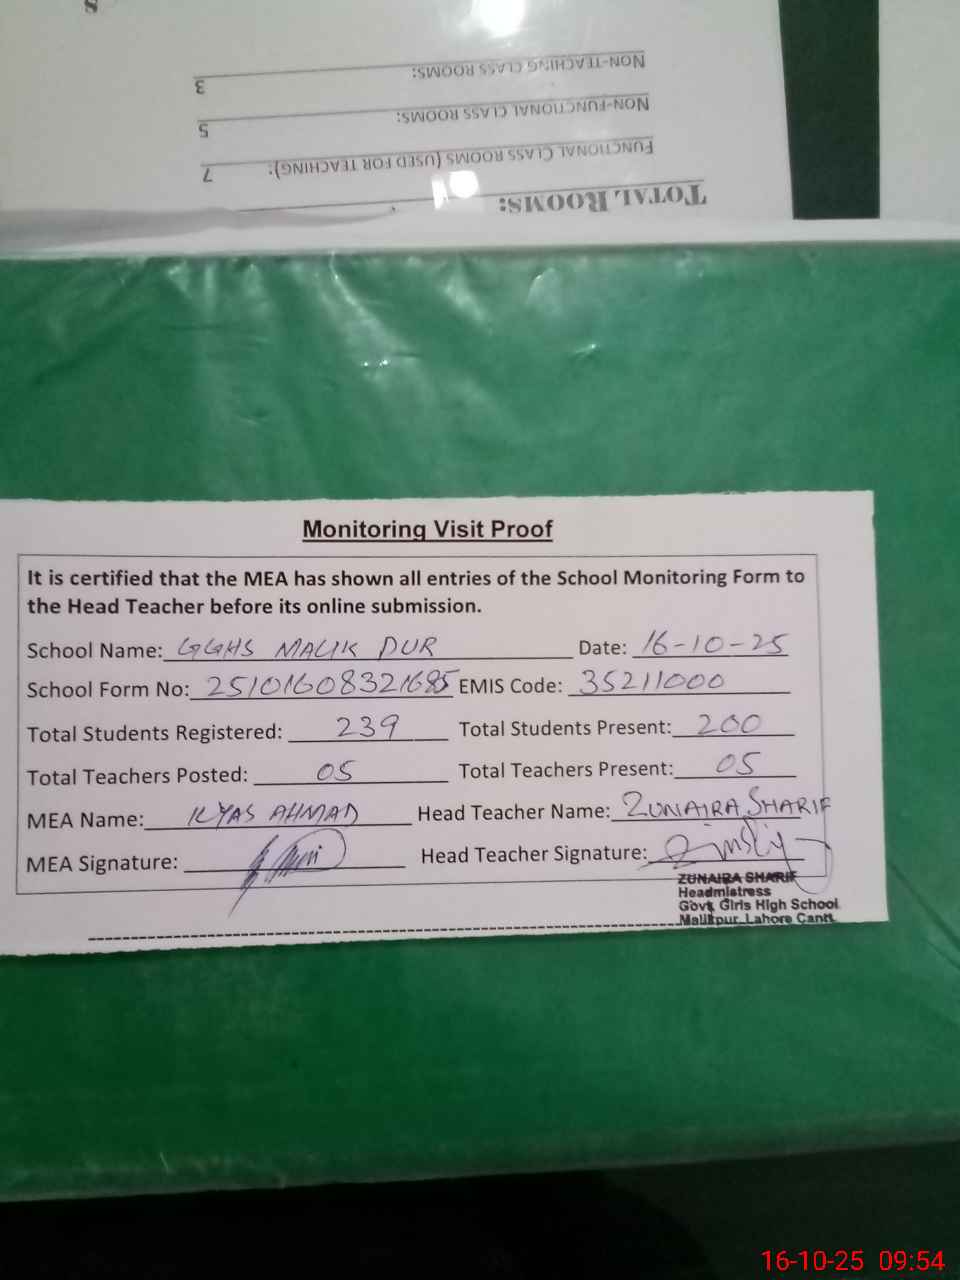 S
NON-TEACHING CLASS ROOMS: 3
NON-FUNCTIONAL CLASS ROOMS: 5
FUNCTIONAL CLASS ROOMS (USED FOR TEACHING): 7
TOTAL ROOMS:
Monitoring Visit Proof
It is certified that the MEA has shown all entries of the School Monitoring Form to
the Head Teacher before its online submission.
School Name: GGHS MALIK PUR Date: 16-10-25
School Form No: 25101608321685 EMIS Code: 35211000
Total Students Registered: 239 Total Students Present: 200
Total Teachers Posted: 05 Total Teachers Present: 05
MEA Name: ILYAS AHMAD Head Teacher Name: ZUNAIRA SHARIF
MEA Signature: Head Teacher Signature:
ZUNAIRA SHARIF
Headmistress
Govt. Girls High School
Malikpur, Lahore Cantt.
16-10-25 09:54